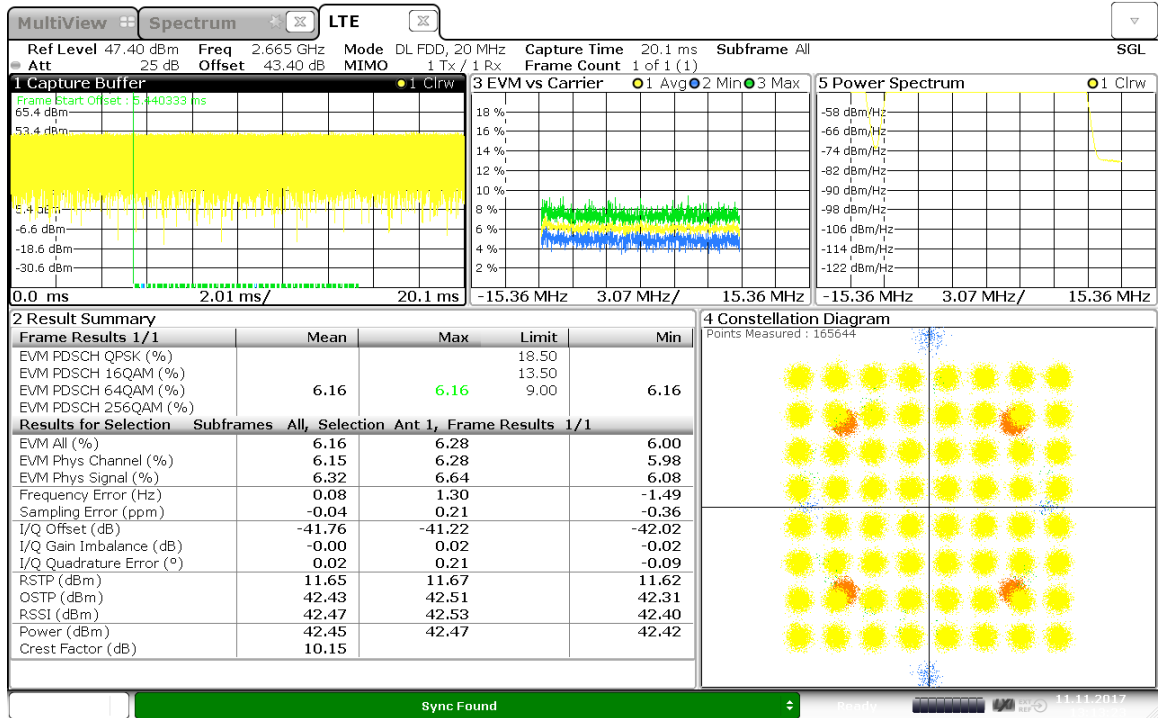 MultiView Spectrum LTE
Ref Level 47.40 dBm Freq 2.665 GHz Mode DL FDD, 20 MHz Capture Time 20.1 ms Subframe All SGL
Att 25 dB Offset 43.40 dB MIMO 1 Tx / 1 Rx Frame Count 1 of 1 (1)
1 Capture Buffer 1 Clrw
Frame Start Offset : 5.440333 ms
65.4 dBm
53.4 dBm
5.4 dBm
-6.6 dBm
-18.6 dBm
-30.6 dBm
0.0 ms 2.01 ms/ 20.1 ms
3 EVM vs Carrier 1 Avg 2 Min 3 Max
18 %
16 %
14 %
12 %
10 %
8 %
6 %
4 %
2 %
-15.36 MHz 3.07 MHz/ 15.36 MHz
5 Power Spectrum 1 Clrw
-58 dBm/Hz
-66 dBm/Hz
-74 dBm/Hz
-82 dBm/Hz
-90 dBm/Hz
-98 dBm/Hz
-106 dBm/Hz
-114 dBm/Hz
-122 dBm/Hz
-15.36 MHz 3.07 MHz/ 15.36 MHz
2 Result Summary
Frame Results 1/1 Mean Max Limit Min
EVM PDSCH QPSK (%) 18.50
EVM PDSCH 16QAM (%) 13.50
EVM PDSCH 64QAM (%) 6.16 6.16 9.00 6.16
EVM PDSCH 256QAM (%)
Results for Selection Subframes All, Selection Ant 1, Frame Results 1/1
EVM All (%) 6.16 6.28 6.00
EVM Phys Channel (%) 6.15 6.28 5.98
EVM Phys Signal (%) 6.32 6.64 6.08
Frequency Error (Hz) 0.08 1.30 -1.49
Sampling Error (ppm) -0.04 0.21 -0.36
I/Q Offset (dB) -41.76 -41.22 -42.02
I/Q Gain Imbalance (dB) -0.00 0.02 -0.02
I/Q Quadrature Error (°) 0.02 0.21 -0.09
RSTP (dBm) 11.65 11.67 11.62
OSTP (dBm) 42.43 42.51 42.31
RSSI (dBm) 42.47 42.53 42.40
Power (dBm) 42.45 42.47 42.42
Crest Factor (dB) 10.15
4 Constellation Diagram
Points Measured : 165644
Sync Found
Ready
LXI
11.11.2017